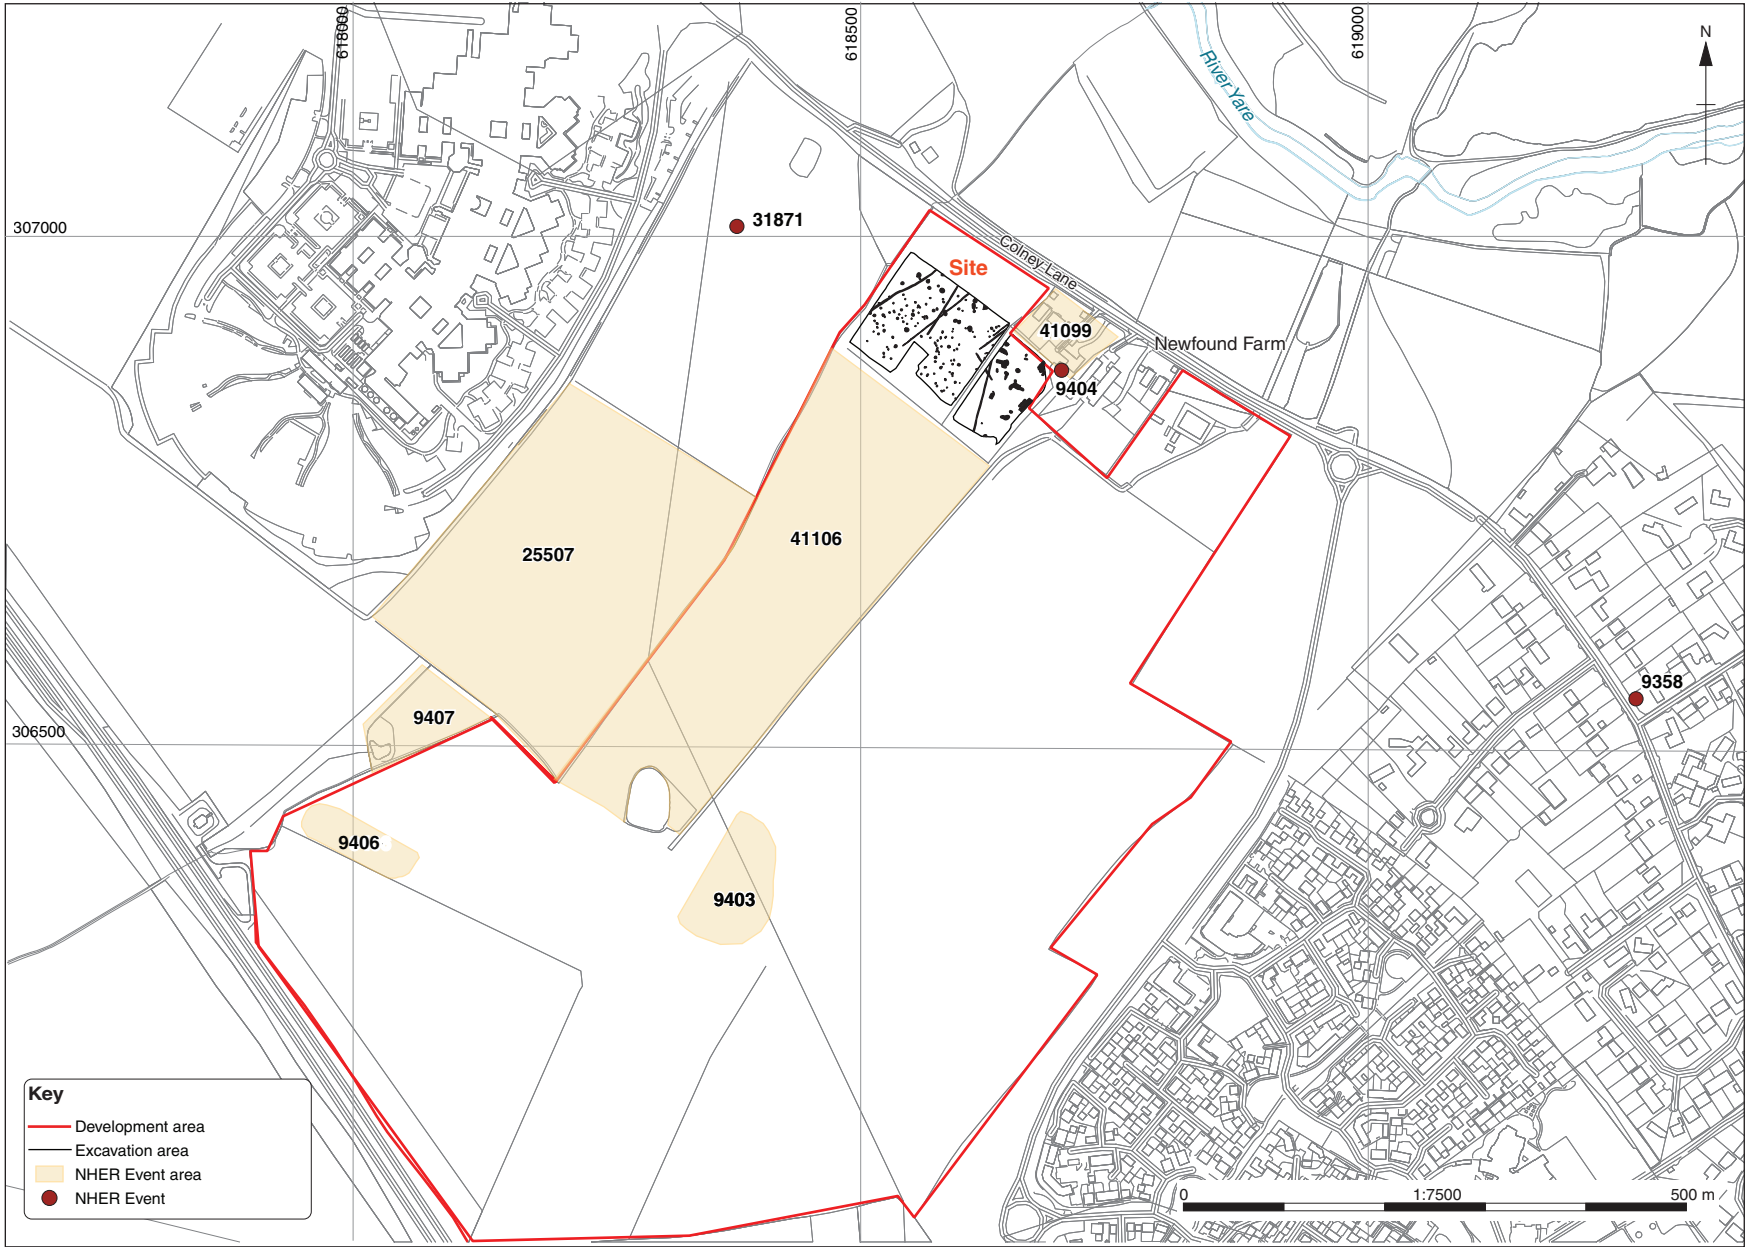 618000
618500
619000
N
River Yare
307000
31871
Colney Lane
Site
41099
Newfound Farm
9404
25507
41106
9358
9407
306500
9406
9403
Key
Development area
Excavation area
NHER Event area
NHER Event
0
1:7500
500 m